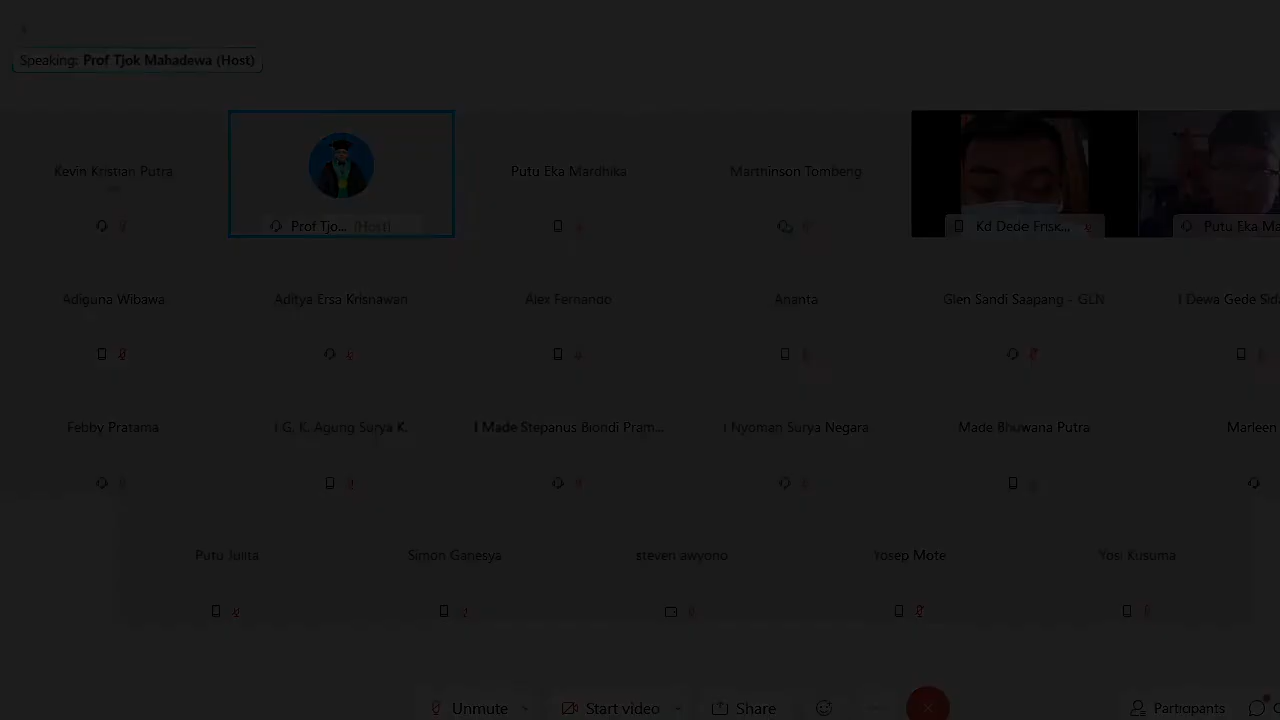 Speaking: Prof Tjok Mahadewa (Host)
Kevin Kristian Putra
Prof Tjo... (Host)
Putu Eka Mardhika
Marthinson Tombeng
Kd Dede Frisk...
Putu Eka Ma
Adiguna Wibawa
Aditya Ersa Krisnawan
Alex Fernando
Ananta
Glen Sandi Saapang - GLN
I Dewa Gede Sid
Febby Pratama
I G. K. Agung Surya K.
I Made Stepanus Biondi Pram...
I Nyoman Surya Negara
Made Bhuwana Putra
Marleen
Putu Julita
Simon Ganesya
steven awyono
Yosep Mote
Yosi Kusuma
Unmute
Start video
Share
Participants
C